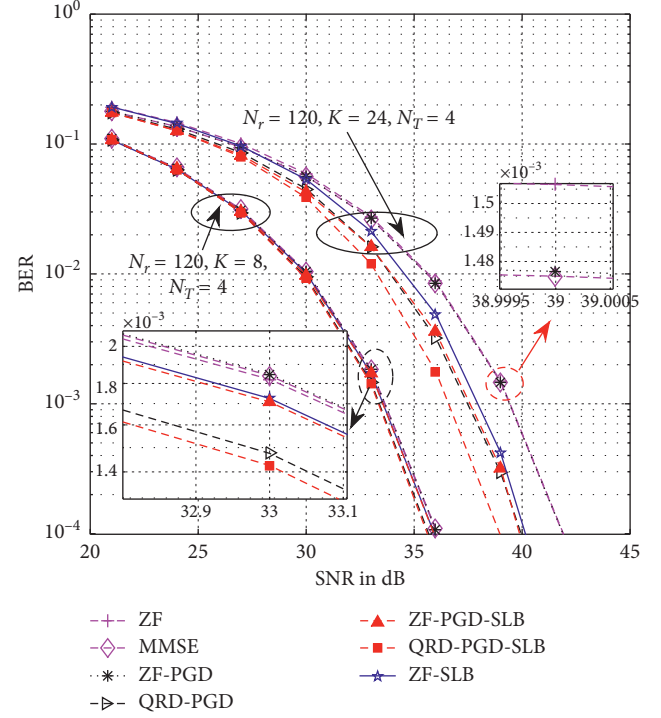 10^0
10^-1
10^-2
10^-3
10^-4
BER
N_r = 120, K = 24, N_T = 4
N_r = 120, K = 8,
N_T = 4
×10^-3
1.5
1.49
1.48
38.9995 39 39.0005
×10^-3
2
1.8
1.6
1.4
32.9 33 33.1
20 25 30 35 40 45
SNR in dB
ZF
MMSE
ZF-PGD
QRD-PGD
ZF-PGD-SLB
QRD-PGD-SLB
ZF-SLB